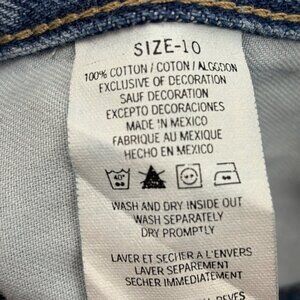 SIZE-10
100% COTTON / COTON / ALGODON
EXCLUSIVE OF DECORATION
SAUF DECORATION
EXCEPTO DECORACIONES
MADE IN MEXICO
FABRIQUE AU MEXIQUE
HECHO EN MEXICO
40°
WASH AND DRY INSIDE OUT
WASH SEPARATELY
DRY PROMPTLY
LAVER ET SECHER A L'ENVERS
LAVER SEPAREMENT
SECHER IMMEDIATEMENT